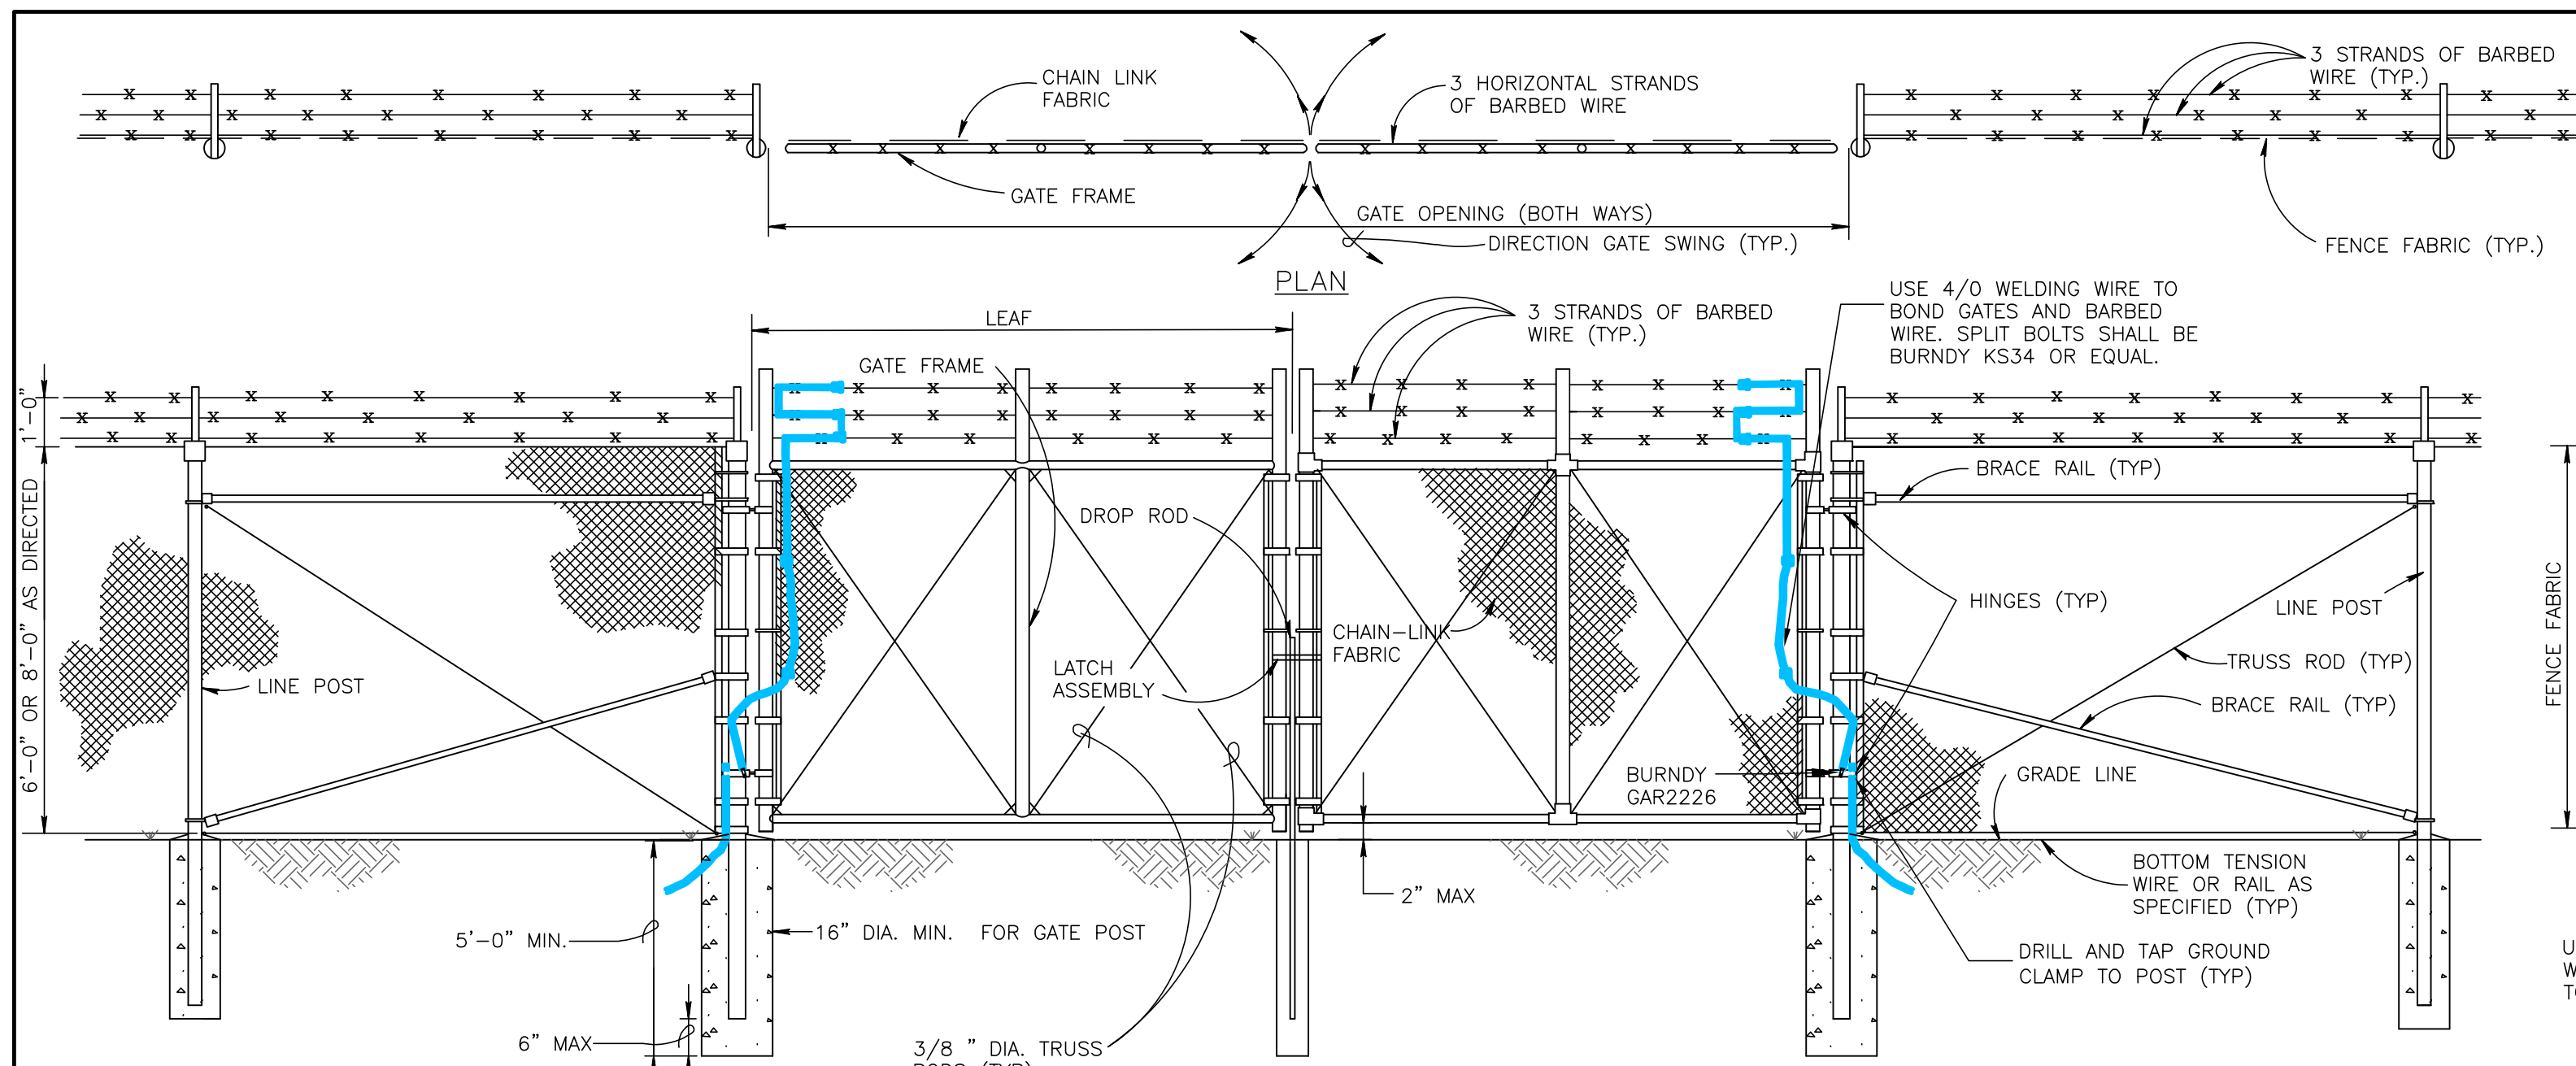 CHAIN LINK
FABRIC
3 HORIZONTAL STRANDS
OF BARBED WIRE
3 STRANDS OF BARBED
WIRE (TYP.)
GATE FRAME
GATE OPENING (BOTH WAYS)
DIRECTION GATE SWING (TYP.)
FENCE FABRIC (TYP.)
PLAN
LEAF
3 STRANDS OF BARBED
WIRE (TYP.)
USE 4/0 WELDING WIRE TO
BOND GATES AND BARBED
WIRE. SPLIT BOLTS SHALL BE
BURNDY KS34 OR EQUAL.
GATE FRAME
1'-0"
6'-0" OR 8'-0" AS DIRECTED
BRACE RAIL (TYP)
DROP ROD
HINGES (TYP)
LINE POST
CHAIN-LINK
FABRIC
FENCE FABRIC
LATCH
ASSEMBLY
LINE POST
TRUSS ROD (TYP)
BRACE RAIL (TYP)
BURNDY
GAR2226
GRADE LINE
2" MAX
BOTTOM TENSION
WIRE OR RAIL AS
SPECIFIED (TYP)
5'-0" MIN.
16" DIA. MIN. FOR GATE POST
DRILL AND TAP GROUND
CLAMP TO POST (TYP)
6" MAX
3/8 " DIA. TRUSS